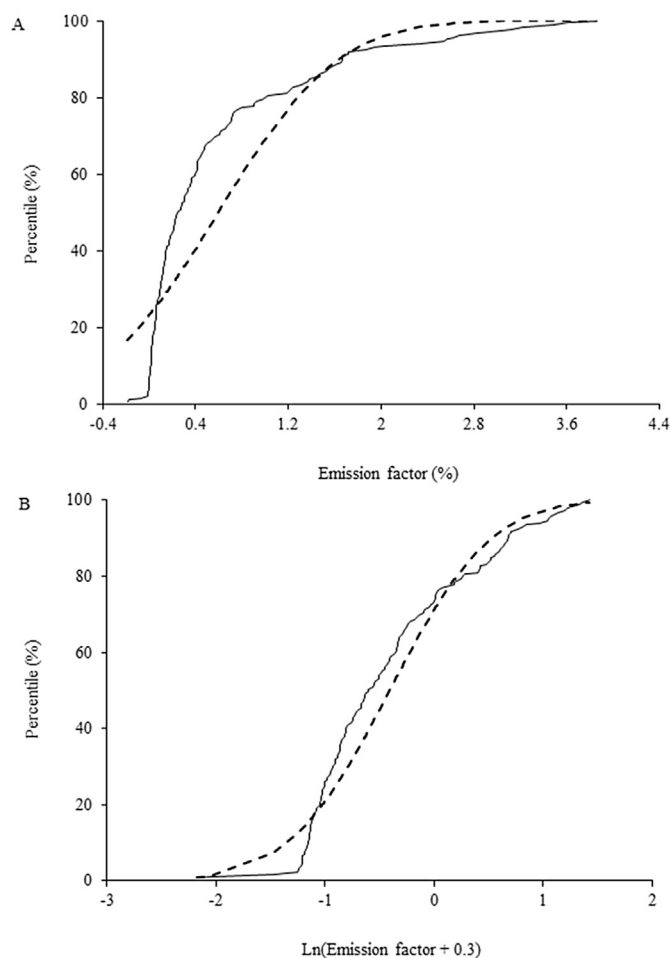 A
100
80
60
40
20
0
Percentile (%)
-0.4 0.4 1.2 2 2.8 3.6 4.4
Emission factor (%)
B
100
80
60
40
20
0
Percentile (%)
-3 -2 -1 0 1 2
Ln(Emission factor + 0.3)